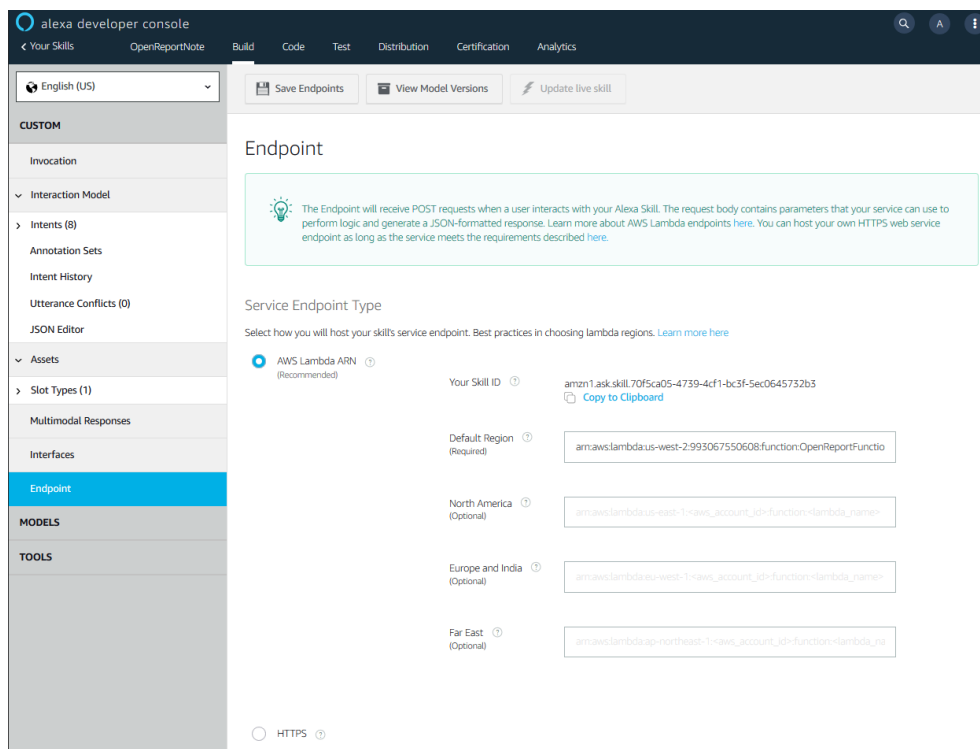 alexa developer console
A
Your Skills OpenReportNote Build Code Test Distribution Certification Analytics
English (US)
Save Endpoints View Model Versions Update live skill
CUSTOM
Invocation
Interaction Model
Intents (8)
Annotation Sets
Intent History
Utterance Conflicts (0)
JSON Editor
Assets
Slot Types (1)
Multimodal Responses
Interfaces
Endpoint
MODELS
TOOLS
Endpoint
The Endpoint will receive POST requests when a user interacts with your Alexa Skill. The request body contains parameters that your service can use to
perform logic and generate a JSON-formatted response. Learn more about AWS Lambda endpoints here. You can host your own HTTPS web service
endpoint as long as the service meets the requirements described here.
Service Endpoint Type
Select how you will host your skill's service endpoint. Best practices in choosing lambda regions. Learn more here
AWS Lambda ARN ?
(Recommended)
Your Skill ID ? amzn1.ask.skill.70f5ca05-4739-4cf1-bc3f-5ec0645732b3
Copy to Clipboard
Default Region ?
(Required)
arn:aws:lambda:us-west-2:993067550608:function:OpenReportFunctio
North America ?
(Optional)
arn:aws:lambda:us-east-1:<aws_account_id>:function:<lambda_name>
Europe and India ?
(Optional)
arn:aws:lambda:eu-west-1:<aws_account_id>:function:<lambda_name>
Far East ?
(Optional)
arn:aws:lambda:ap-northeast-1:<aws_account_id>:function:<lambda_na
HTTPS ?